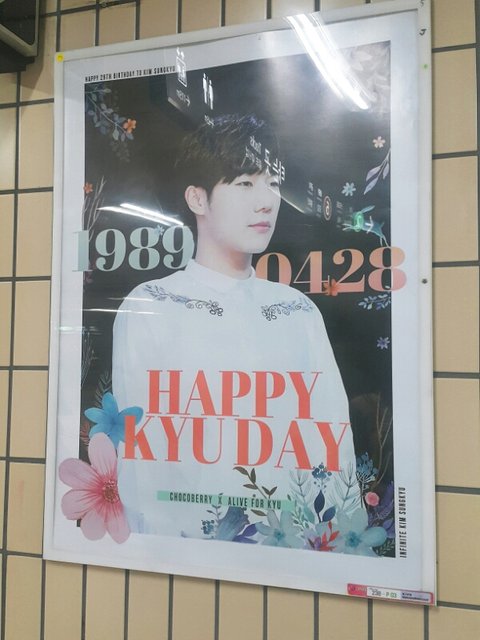 HAPPY 29TH BIRTHDAY TO KIM SUNGKYU
1989
0428
HAPPY
KYU DAY
CHOCOBERRY X ALIVE FOR KYU
INFINITE KIM SUNGKYU